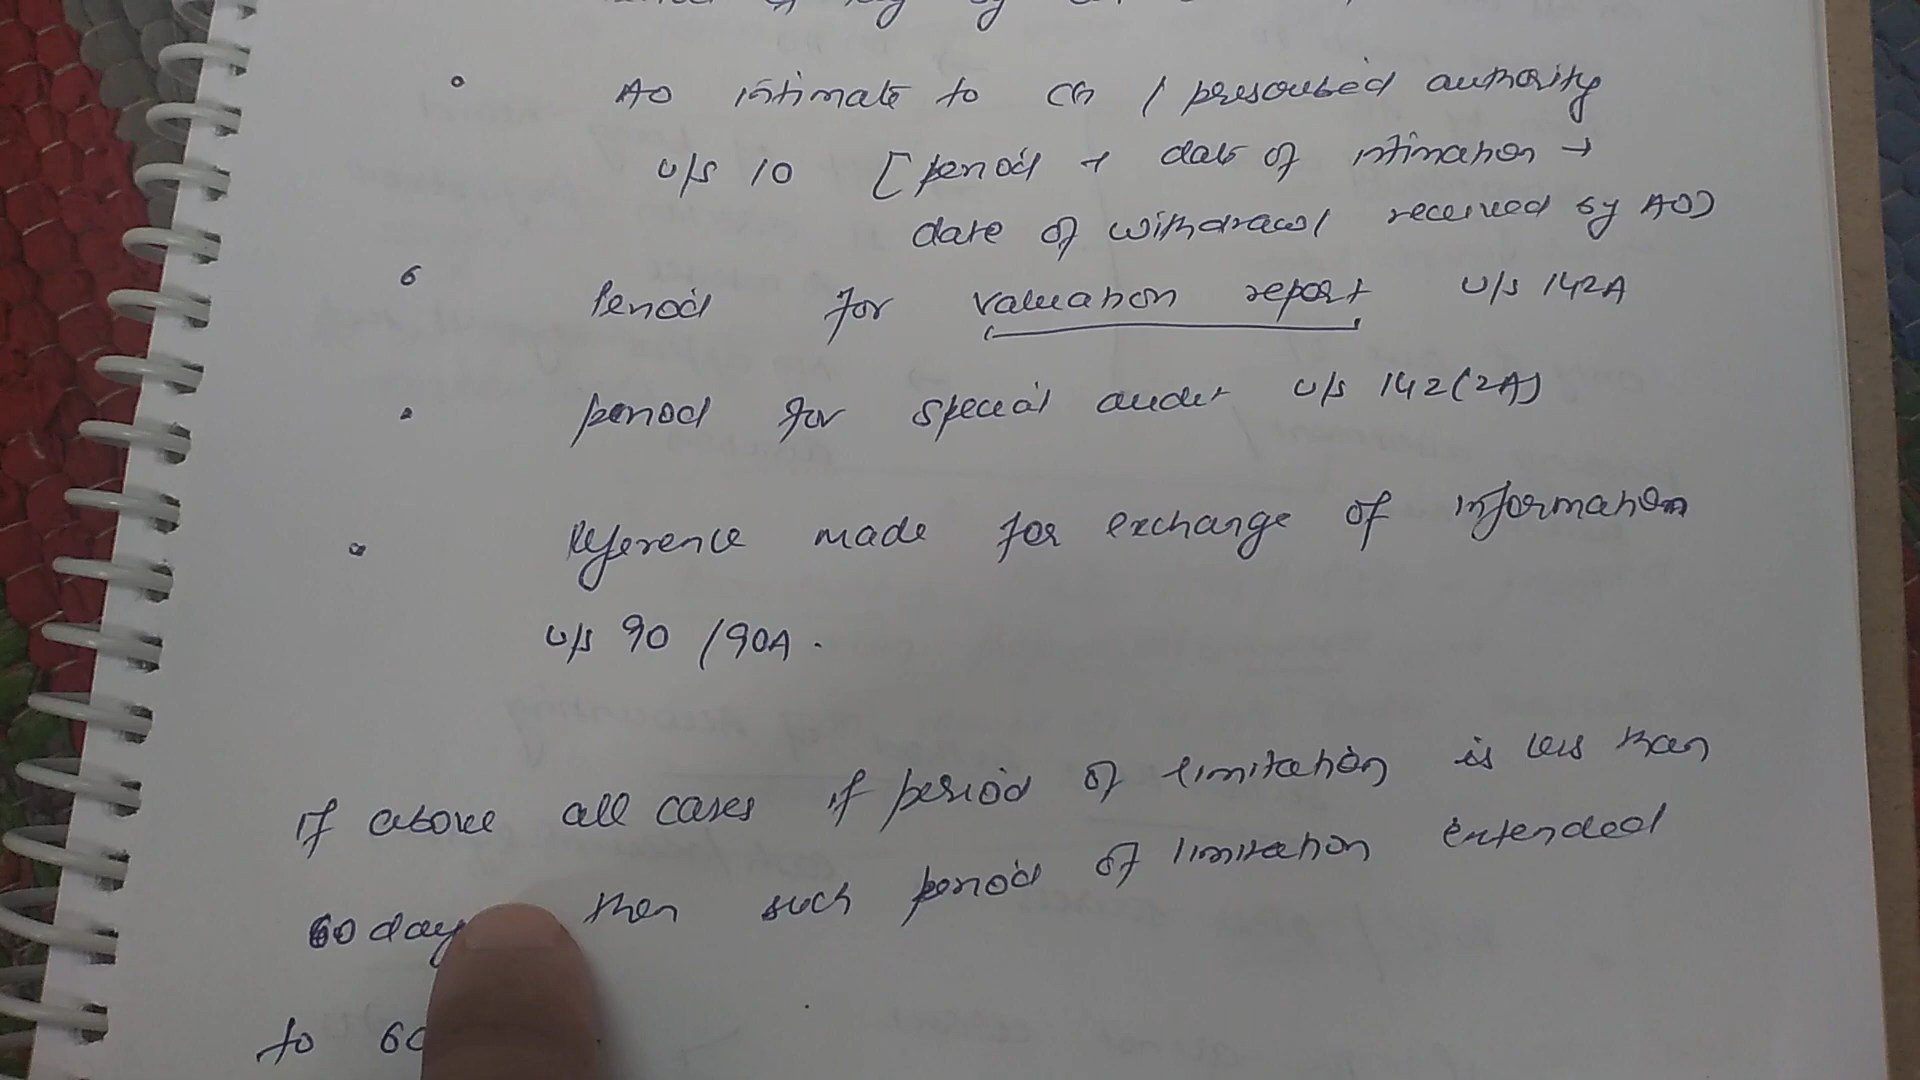 AO intimate to CG / prescribed authority
u/s 10 [period → date of intimation →
date of withdrawl received by AO]
Period for valuation report u/s 142A
period for special audit u/s 142(2A)
Reference made for exchange of information
u/s 90 /90A.
If above all cases if period of limitation is less than
60 day then such period of limitation extended
to 60